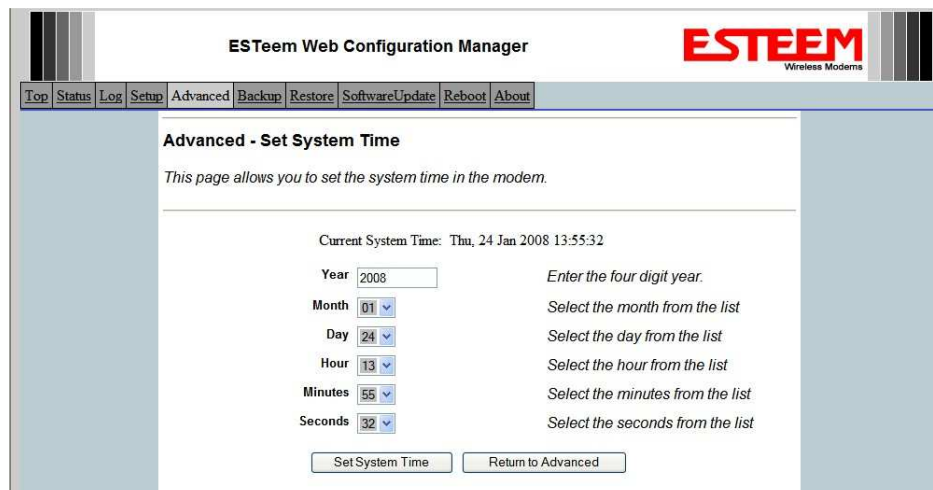 ESTeem Web Configuration Manager
ESTEEM
Wireless Modems
Top Status Log Setup Advanced Backup Restore SoftwareUpdate Reboot About
Advanced - Set System Time
This page allows you to set the system time in the modem.
Current System Time: Thu, 24 Jan 2008 13:55:32
Year 2008 Enter the four digit year.
Month 01 Select the month from the list
Day 24 Select the day from the list
Hour 13 Select the hour from the list
Minutes 55 Select the minutes from the list
Seconds 32 Select the seconds from the list
Set System Time Return to Advanced